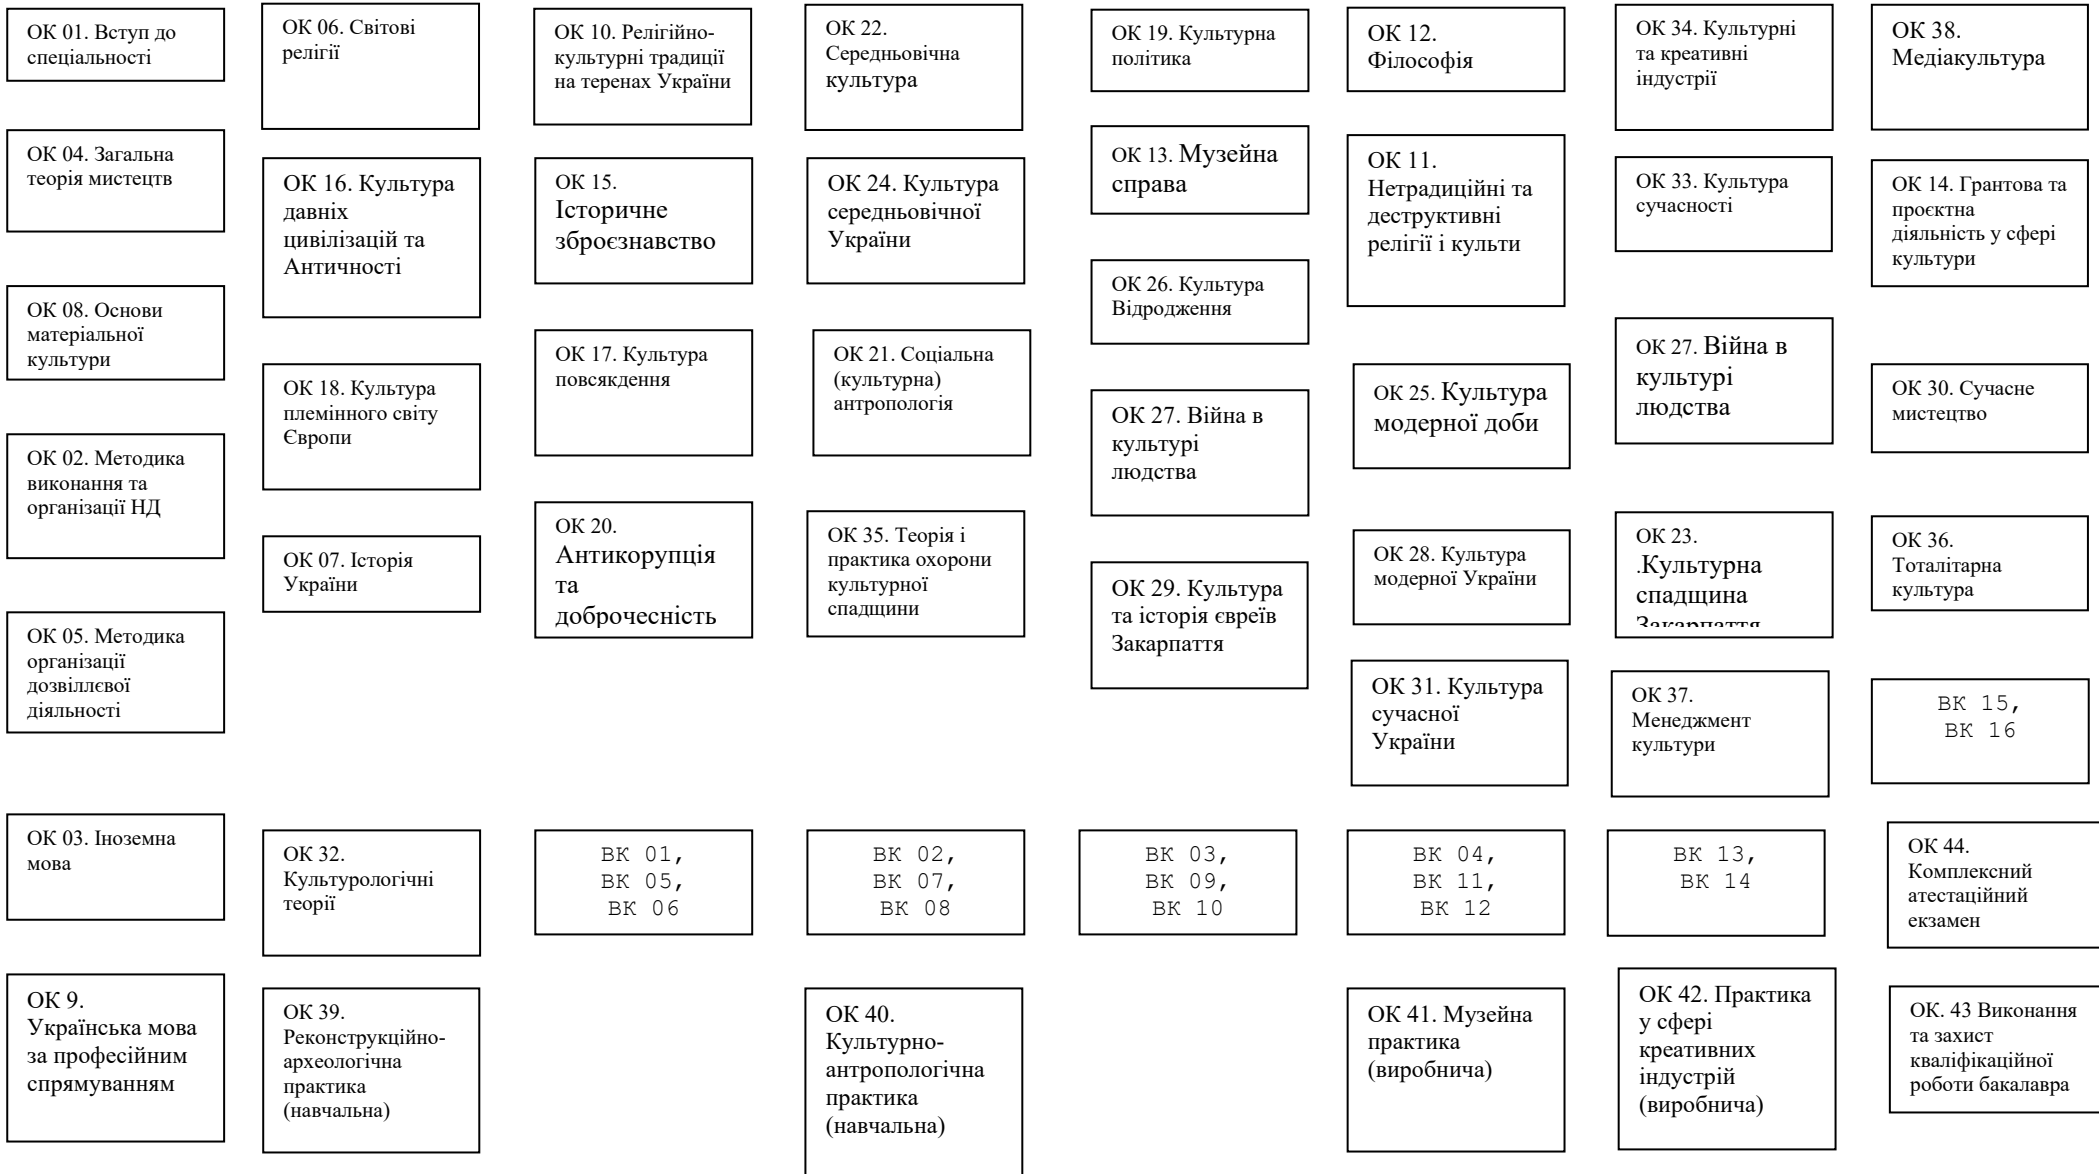 ОК 01. Вступ до
спеціальності
ОК 04. Загальна
теорія мистецтв
ОК 08. Основи
матеріальної
культури
ОК 02. Методика
виконання та
організації НД
ОК 05. Методика
організації
дозвіллєвої
діяльності
ОК 03. Іноземна
мова
ОК 9.
Українська мова
за професійним
спрямуванням
ОК 06. Світові
релігії
ОК 16. Культура
давніх
цивілізацій та
Античності
ОК 18. Культура
племінного світу
Європи
ОК 07. Історія
України
ОК 32.
Культурологічні
теорії
ОК 39.
Реконструкційно-
археологічна
практика
(навчальна)
ОК 10. Релігійно-
культурні традиції
на теренах України
ОК 15.
Історичне
зброєзнавство
ОК 17. Культура
повсякдення
ОК 20.
Антикорупція
та
доброчесність
ВК 01,
ВК 05,
ВК 06
ОК 22.
Середньовічна
культура
ОК 24. Культура
середньовічної
України
ОК 21. Соціальна
(культурна)
антропологія
ОК 35. Теорія і
практика охорони
культурної
спадщини
ВК 02,
ВК 07,
ВК 08
ОК 40.
Культурно-
антропологічна
практика
(навчальна)
ОК 19. Культурна
політика
ОК 13. Музейна
справа
ОК 26. Культура
Відродження
ОК 27. Війна в
культурі
людства
ОК 29. Культура
та історія євреїв
Закарпаття
ВК 03,
ВК 09,
ВК 10
ОК 12.
Філософія
ОК 11.
Нетрадиційні та
деструктивні
релігії і культи
ОК 25. Культура
модерної доби
ОК 28. Культура
модерної України
ОК 31. Культура
сучасної
України
ВК 04,
ВК 11,
ВК 12
ОК 41. Музейна
практика
(виробнича)
ОК 34. Культурні
та креативні
індустрії
ОК 33. Культура
сучасності
ОК 27. Війна в
культурі
людства
ОК 23.
.Культурна
спадщина
Закарпаття
ОК 37.
Менеджмент
культури
ВК 13,
ВК 14
ОК 42. Практика
у сфері
креативних
індустрій
(виробнича)
ОК 38.
Медіакультура
ОК 14. Грантова та
проєктна
діяльність у сфері
культури
ОК 30. Сучасне
мистецтво
ОК 36.
Тоталітарна
культура
ВК 15,
ВК 16
ОК 44.
Комплексний
атестаційний
екзамен
ОК. 43 Виконання
та захист
кваліфікаційної
роботи бакалавра